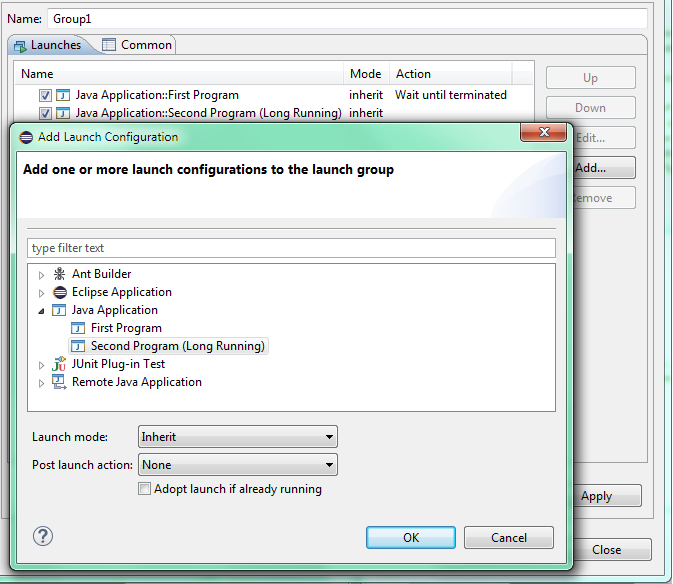 Name: Group1
Launches Common
Name Mode Action
Java Application::First Program inherit Wait until terminated
Java Application::Second Program (Long Running) inherit
Up
Down
Edit...
Add...
Remove
Add Launch Configuration
Add one or more launch configurations to the launch group
type filter text
Ant Builder
Eclipse Application
Java Application
First Program
Second Program (Long Running)
JUnit Plug-in Test
Remote Java Application
Launch mode: Inherit
Post launch action: None
Adopt launch if already running
Apply
OK Cancel
Close